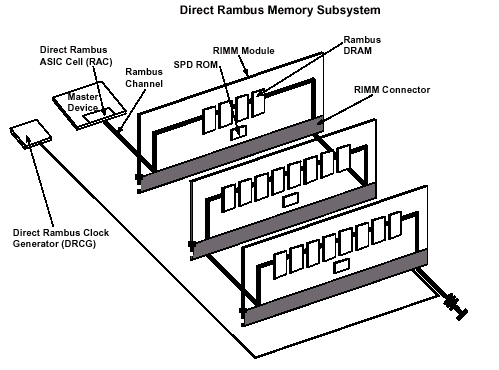 Direct Rambus Memory Subsystem
Direct Rambus
ASIC Cell (RAC)
Rambus
Channel
RIMM Module
SPD ROM
Rambus
DRAM
RIMM Connector
Master
Device
Direct Rambus Clock
Generator (DRCG)